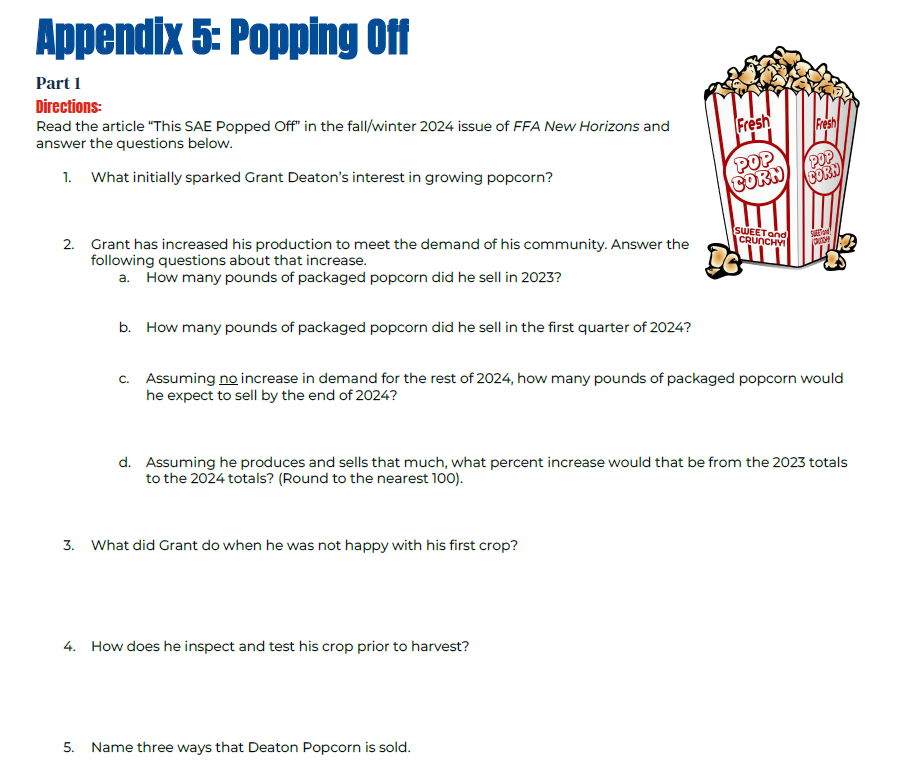 Appendix 5: Popping Off
Part 1
Directions:
Read the article “This SAE Popped Off” in the fall/winter 2024 issue of FFA New Horizons and
answer the questions below.
1. What initially sparked Grant Deaton’s interest in growing popcorn?
2. Grant has increased his production to meet the demand of his community. Answer the
following questions about that increase.
a. How many pounds of packaged popcorn did he sell in 2023?
b. How many pounds of packaged popcorn did he sell in the first quarter of 2024?
c. Assuming no increase in demand for the rest of 2024, how many pounds of packaged popcorn would
he expect to sell by the end of 2024?
d. Assuming he produces and sells that much, what percent increase would that be from the 2023 totals
to the 2024 totals? (Round to the nearest 100).
3. What did Grant do when he was not happy with his first crop?
4. How does he inspect and test his crop prior to harvest?
5. Name three ways that Deaton Popcorn is sold.
Fresh
POP
CORN
SWEET and
CRUNCHY!
Fresh
POP
CORN
SWEET and
CRUNCHY!